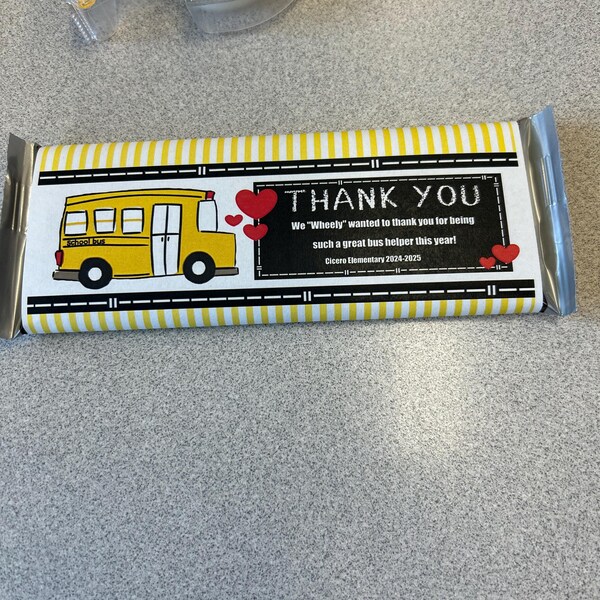 THANK YOU
We "Wheely" wanted to thank you for being
such a great bus helper this year!
Cicero Elementary 2024-2025
school bus